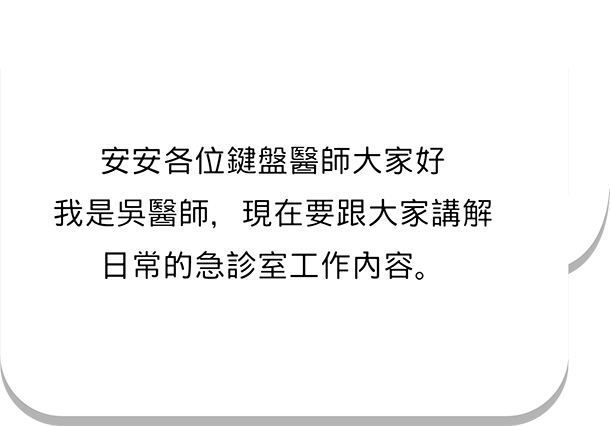 安安各位鍵盤醫師大家好
我是吳醫師，現在要跟大家講解
日常的急診室工作內容。